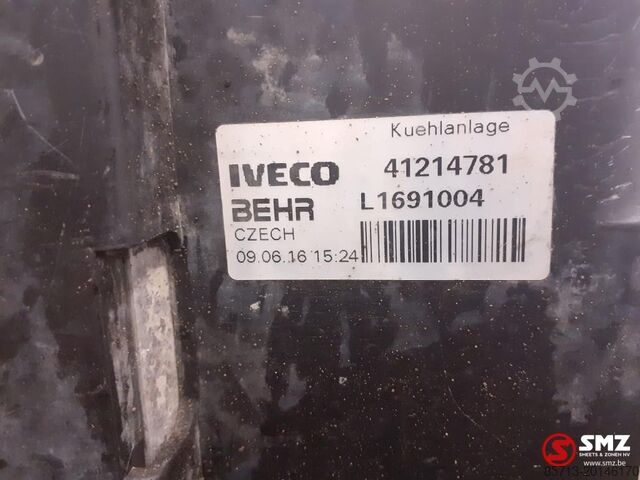 Kuehlanlage
IVECO 41214781
BEHR L1691004
CZECH
09.06.16 15:24
SMZ
SHEETS & ZONEN NV
www.smz.be